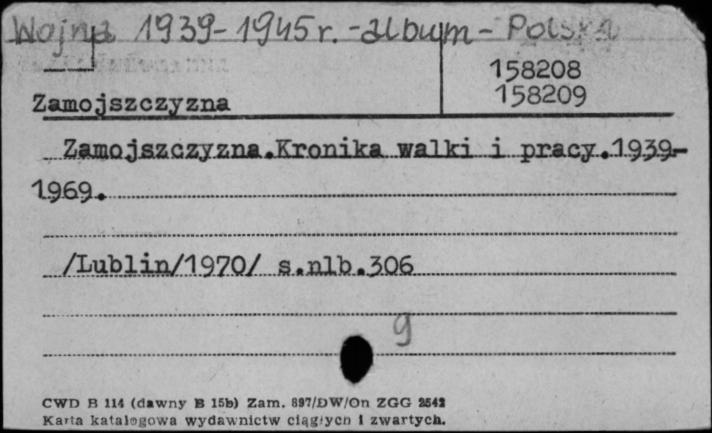 Wojna 1939-1945 r. - album - Polska
158208
158209
Zamojszczyzna
Zamojszczyzna.Kronika walki i pracy.1939-
1969.
/Lublin/1970/ s.nlb.306
9
CWD B 114 (dawny B 15b) Zam. 897/DW/On ZGG 2542
Karta katalogowa wydawnictw ciągłych i zwartych.